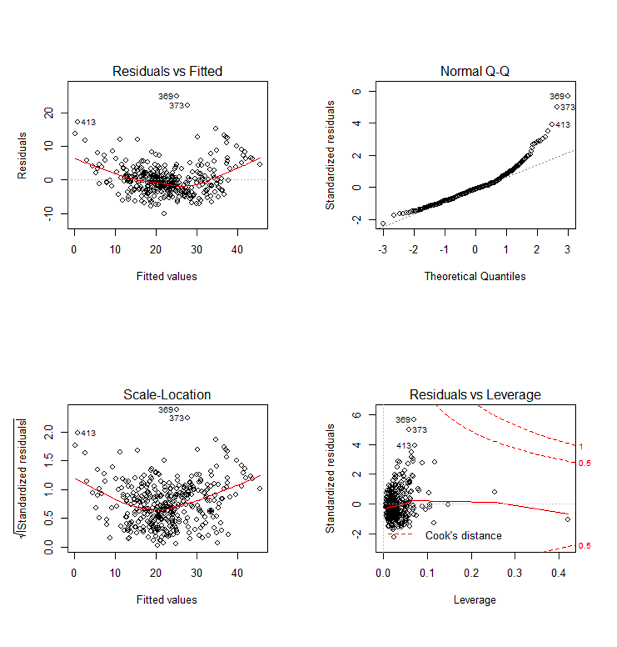 Residuals vs Fitted
Residuals
-10 0 10 20
369
373
413
0 10 20 30 40
Fitted values
Normal Q-Q
Standardized residuals
-2 0 2 4 6
369
373
413
-3 -2 -1 0 1 2 3
Theoretical Quantiles
Scale-Location
√|Standardized residuals|
0.0 0.5 1.0 1.5 2.0
369
373
413
0 10 20 30 40
Fitted values
Residuals vs Leverage
Standardized residuals
-2 0 2 4 6
369
373
413
1
0.5
0.5
Cook's distance
0.0 0.1 0.2 0.3 0.4
Leverage